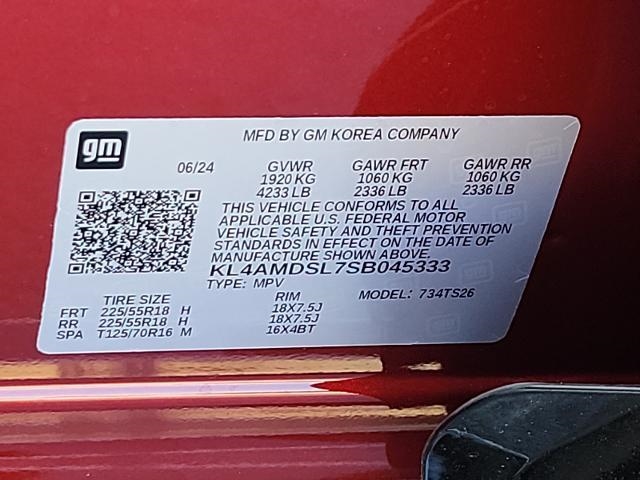 gm
MFD BY GM KOREA COMPANY
06/24 GVWR GAWR FRT GAWR RR
1920 KG 1060 KG 1060 KG
4233 LB 2336 LB 2336 LB
THIS VEHICLE CONFORMS TO ALL
APPLICABLE U.S. FEDERAL MOTOR
VEHICLE SAFETY AND THEFT PREVENTION
STANDARDS IN EFFECT ON THE DATE OF
MANUFACTURE SHOWN ABOVE.
KL4AMDSL7SB045333
TYPE: MPV MODEL: 734TS26
TIRE SIZE RIM
FRT 225/55R18 H 18X7.5J
RR 225/55R18 H 18X7.5J
SPA T125/70R16 M 16X4BT